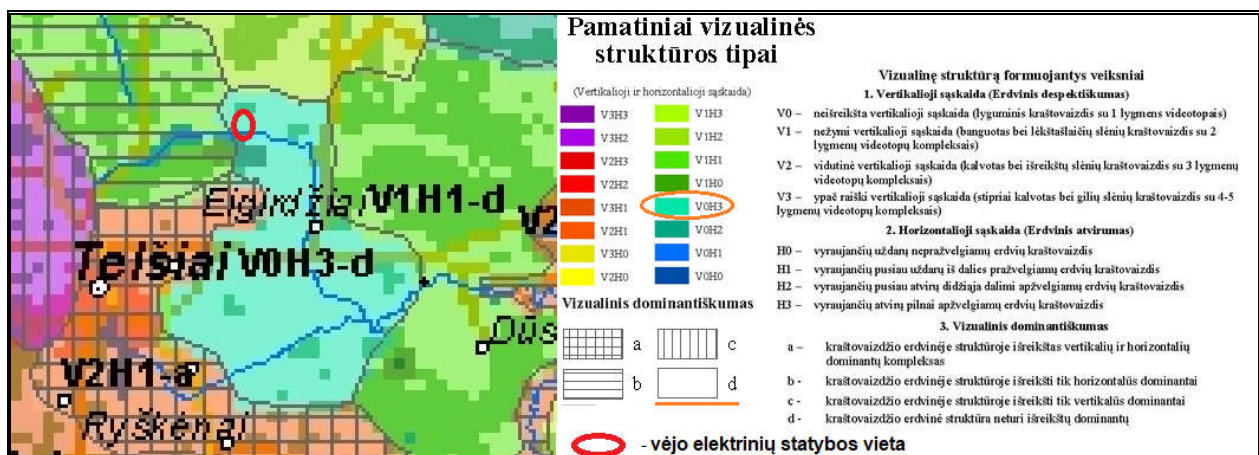 Eigirdžiai
V1H1-d
V2
Telšiai
V0H3-d
Dūs
V2H1-a
Ryškėnai
Pamatiniai vizualinės
struktūros tipai
(Vertikalioji ir horizontalioji sąskaida)
V3H3
V1H3
V3H2
V1H2
V2H3
V1H1
V2H2
V1H0
V3H1
V0H3
V2H1
V0H2
V3H0
V0H1
V2H0
V0H0
Vizualinis dominantiškumas
a
c
b
d
- vėjo elektrinių statybos vieta
Vizualinę struktūrą formuojantys veiksniai
1. Vertikalioji sąskaida (Erdvinis despektiškumas)
V0 – neišreikšta vertikalioji sąskaida (lyguminis kraštovaizdis su 1 lygmens videotopais)
V1 – nežymi vertikalioji sąskaida (banguotas bei lėkštašlaičių slėnių kraštovaizdis su 2
lygmenų videotopų kompleksais)
V2 – vidutinė vertikalioji sąskaida (kalvotas bei išreikštų slėnių kraštovaizdis su 3 lygmenų
videotopų kompleksais)
V3 – ypač raiški vertikalioji sąskaida (stipriai kalvotas bei gilių slėnių kraštovaizdis su 4-5
lygmenų videotopų kompleksais)
2. Horizontalioji sąskaida (Erdvinis atvirumas)
H0 – vyraujančių uždarų nepražvelgiamų erdvių kraštovaizdis
H1 – vyraujančių pusiau uždarų iš dalies pražvelgiamų erdvių kraštovaizdis
H2 – vyraujančių pusiau atvirų didžiaja dalimi apžvelgiamų erdvių kraštovaizdis
H3 – vyraujančių atvirų pilnai apžvelgiamų erdvių kraštovaizdis
3. Vizualinis dominantiškumas
a – kraštovaizdžio erdvinėje struktūroje išreikštas vertikalių ir horizontalių
dominantų kompleksas
b - kraštovaizdžio erdvinėje struktūroje išreikšti tik horizontalūs dominantai
c - kraštovaizdžio erdvinėje struktūroje išreikšti tik vertikalūs dominantai
d - kraštovaizdžio erdvinė struktūra neturi išreikštų dominantų